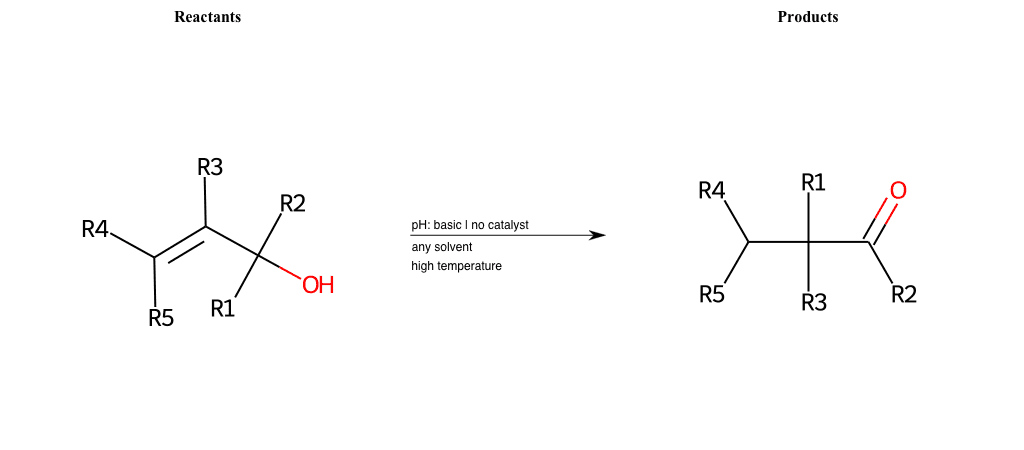 Reactants
Products
R3
R4
R2
R5
R1
OH
pH: basic | no catalyst
any solvent
high temperature
R4
R1
O
R5
R3
R2